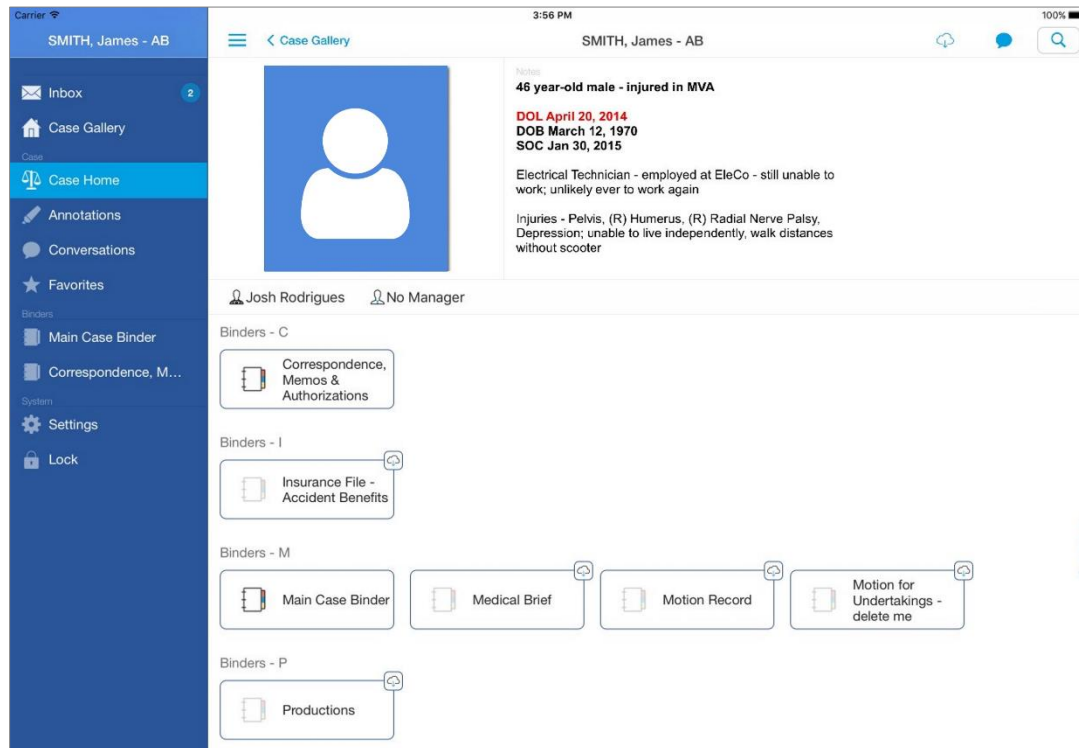 Carrier
3:56 PM
100%
SMITH, James - AB
Case Gallery
SMITH, James - AB
Inbox
2
Case Gallery
Case
Case Home
Annotations
Conversations
Favorites
Binders
Main Case Binder
Correspondence, M...
System
Settings
Lock
Notes
46 year-old male - injured in MVA
DOL April 20, 2014
DOB March 12, 1970
SOC Jan 30, 2015
Electrical Technician - employed at EleCo - still unable to
work; unlikely ever to work again
Injuries - Pelvis, (R) Humerus, (R) Radial Nerve Palsy,
Depression; unable to live independently, walk distances
without scooter
Josh Rodrigues
No Manager
Binders - C
Correspondence,
Memos &
Authorizations
Binders - I
Insurance File -
Accident Benefits
Binders - M
Main Case Binder
Medical Brief
Motion Record
Motion for
Undertakings -
delete me
Binders - P
Productions